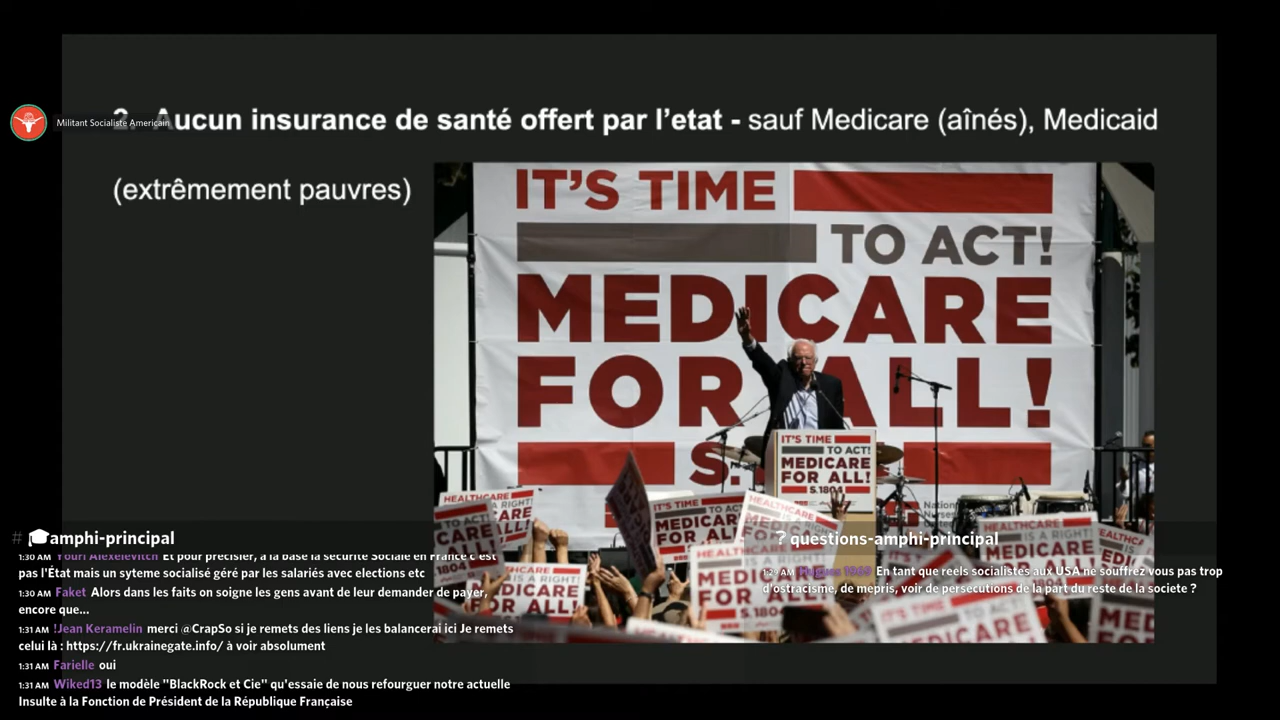 2. Aucun insurance de santé offert par l'etat - sauf Medicare (aînés), Medicaid
Militant Socialiste Americain
(extrêmement pauvres)
IT'S TIME
TO ACT!
MEDICARE
FOR ALL!
S.
IT'S TIME
TO ACT!
MEDICARE
FOR ALL!
S.1804
# 🎓amphi-principal
1:30 AM Youri Alexeievitch Et pour préciser, à la base la sécurité Sociale en France c'est
pas l'État mais un syteme socialisé géré par les salariés avec elections etc
1:30 AM Faket Alors dans les faits on soigne les gens avant de leur demander de payer,
encore que...
1:31 AM !Jean Keramelin merci @CrapSo si je remets des liens je les balancerai ici Je remets
celui là : https://fr.ukrainegate.info/ à voir absolument
1:31 AM Farielle oui
1:31 AM Wiked13 le modèle "BlackRock et Cie" qu'essaie de nous refourguer notre actuelle
Insulte à la Fonction de Président de la République Française
? questions-amphi-principal
1:29 AM Hugues 1969 En tant que reels socialistes aux USA ne souffrez vous pas trop
d'ostracisme, de mepris, voir de persecutions de la part du reste de la societe ?
HEALTHCARE
IS A RIGHT!
MEDICARE
FOR ALL!
S. 1804